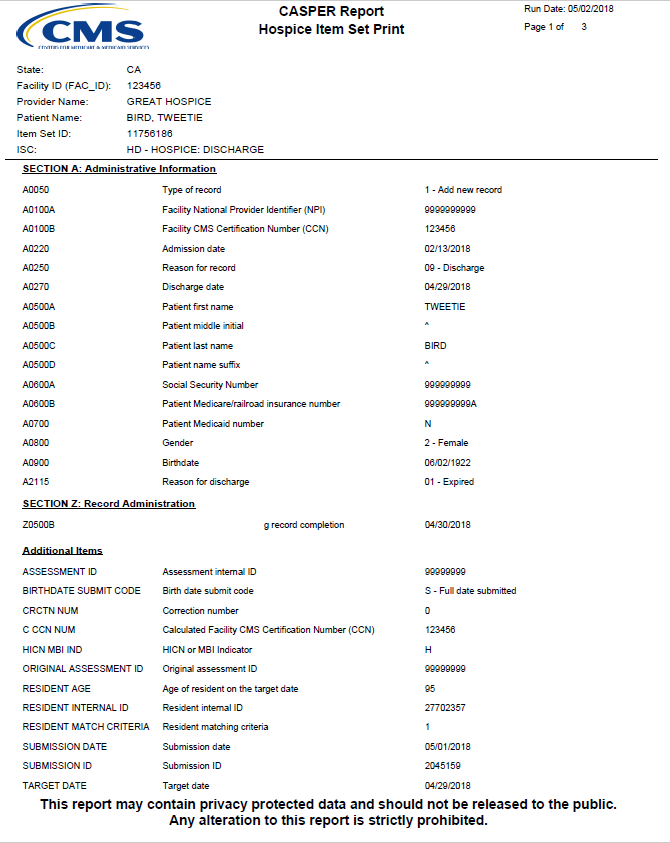 CMS
CENTERS FOR MEDICARE & MEDICAID SERVICES
CASPER Report
Hospice Item Set Print
Run Date: 05/02/2018
Page 1 of 3
State: CA
Facility ID (FAC_ID): 123456
Provider Name: GREAT HOSPICE
Patient Name: BIRD, TWEETIE
Item Set ID: 11756186
ISC: HD - HOSPICE: DISCHARGE
SECTION A: Administrative Information
A0050 Type of record 1 - Add new record
A0100A Facility National Provider Identifier (NPI) 9999999999
A0100B Facility CMS Certification Number (CCN) 123456
A0220 Admission date 02/13/2018
A0250 Reason for record 09 - Discharge
A0270 Discharge date 04/29/2018
A0500A Patient first name TWEETIE
A0500B Patient middle initial ^
A0500C Patient last name BIRD
A0500D Patient name suffix ^
A0600A Social Security Number 999999999
A0600B Patient Medicare/railroad insurance number 999999999A
A0700 Patient Medicaid number N
A0800 Gender 2 - Female
A0900 Birthdate 06/02/1922
A2115 Reason for discharge 01 - Expired
SECTION Z: Record Administration
Z0500B g record completion 04/30/2018
Additional Items
ASSESSMENT ID Assessment internal ID 99999999
BIRTHDATE SUBMIT CODE Birth date submit code S - Full date submitted
CRCTN NUM Correction number 0
C CCN NUM Calculated Facility CMS Certification Number (CCN) 123456
HICN MBI IND HICN or MBI Indicator H
ORIGINAL ASSESSMENT ID Original assessment ID 99999999
RESIDENT AGE Age of resident on the target date 95
RESIDENT INTERNAL ID Resident internal ID 27702357
RESIDENT MATCH CRITERIA Resident matching criteria 1
SUBMISSION DATE Submission date 05/01/2018
SUBMISSION ID Submission ID 2045159
TARGET DATE Target date 04/29/2018
This report may contain privacy protected data and should not be released to the public.
Any alteration to this report is strictly prohibited.